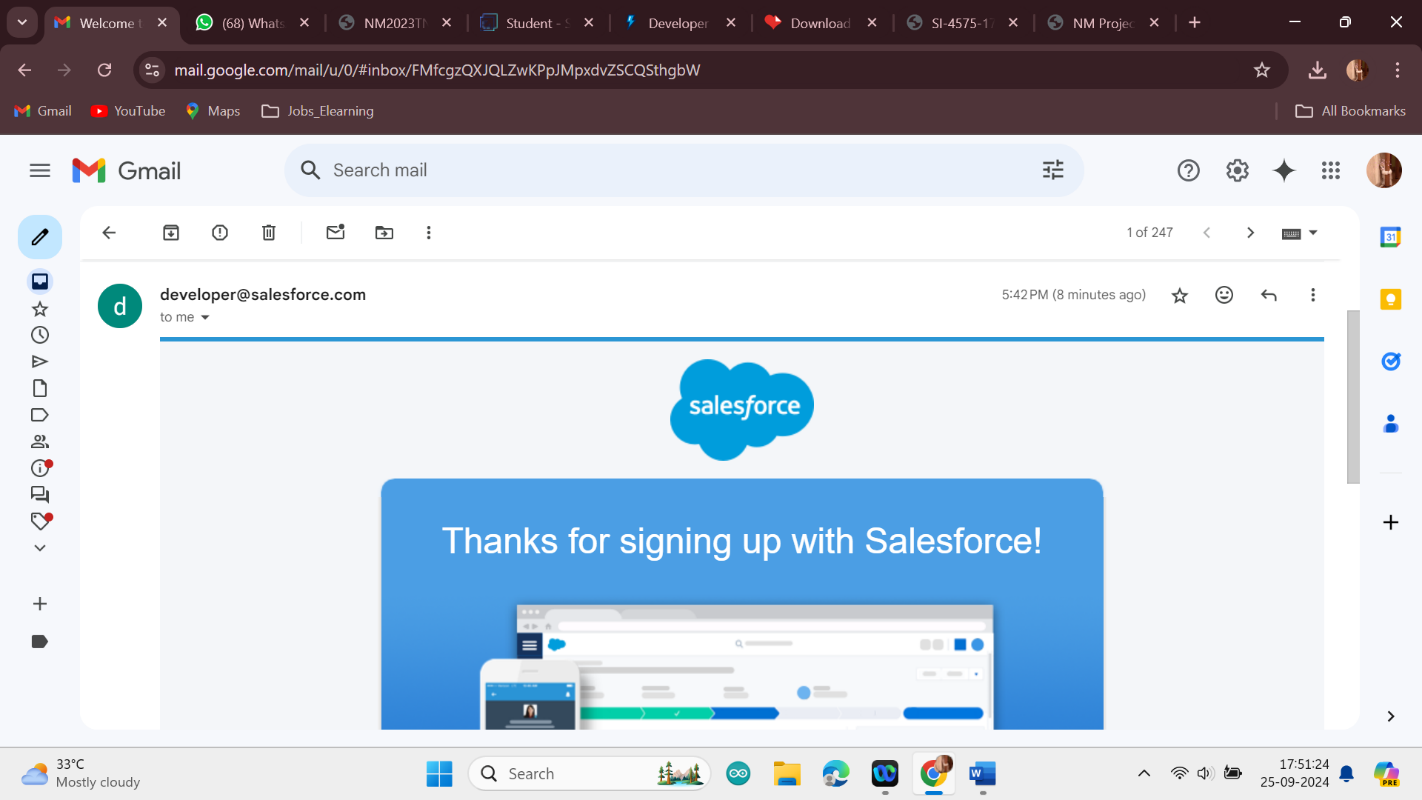 Welcome t
(68) Whats
NM2023TN
Student - S
Developer
Download
SI-4575-17
NM Projec
mail.google.com/mail/u/0/#inbox/FMfcgzQXJQLZwKPpJMpxdvZSCQSthgbW
Gmail
YouTube
Maps
Jobs_Elearning
All Bookmarks
Gmail
Search mail
1 of 247
31
d
developer@salesforce.com
5:42 PM (8 minutes ago)
to me
salesforce
Thanks for signing up with Salesforce!
33°C
Mostly cloudy
Search
W
17:51:24
25-09-2024
PRE